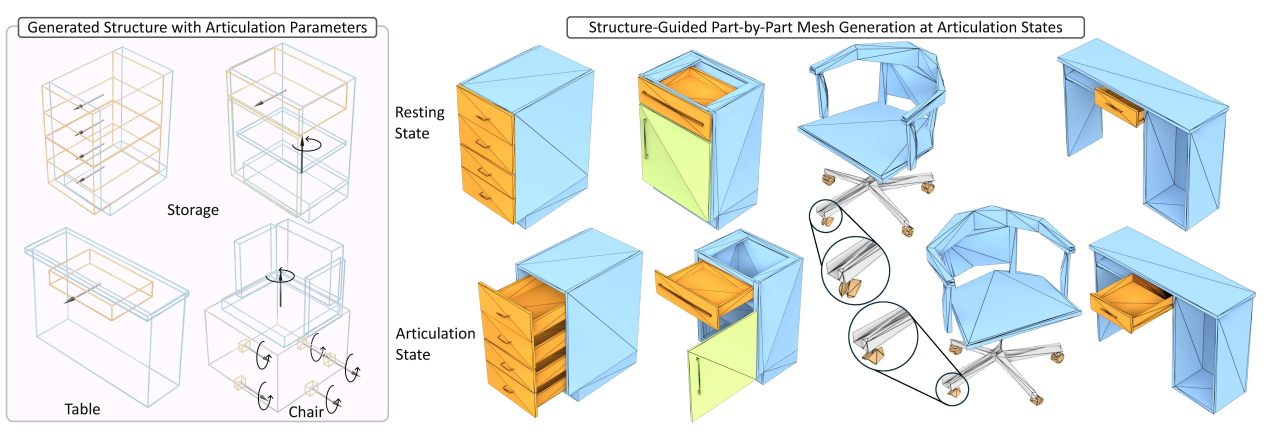 Generated Structure with Articulation Parameters
Structure-Guided Part-by-Part Mesh Generation at Articulation States
Resting
State
Storage
Articulation
State
Table
Chair